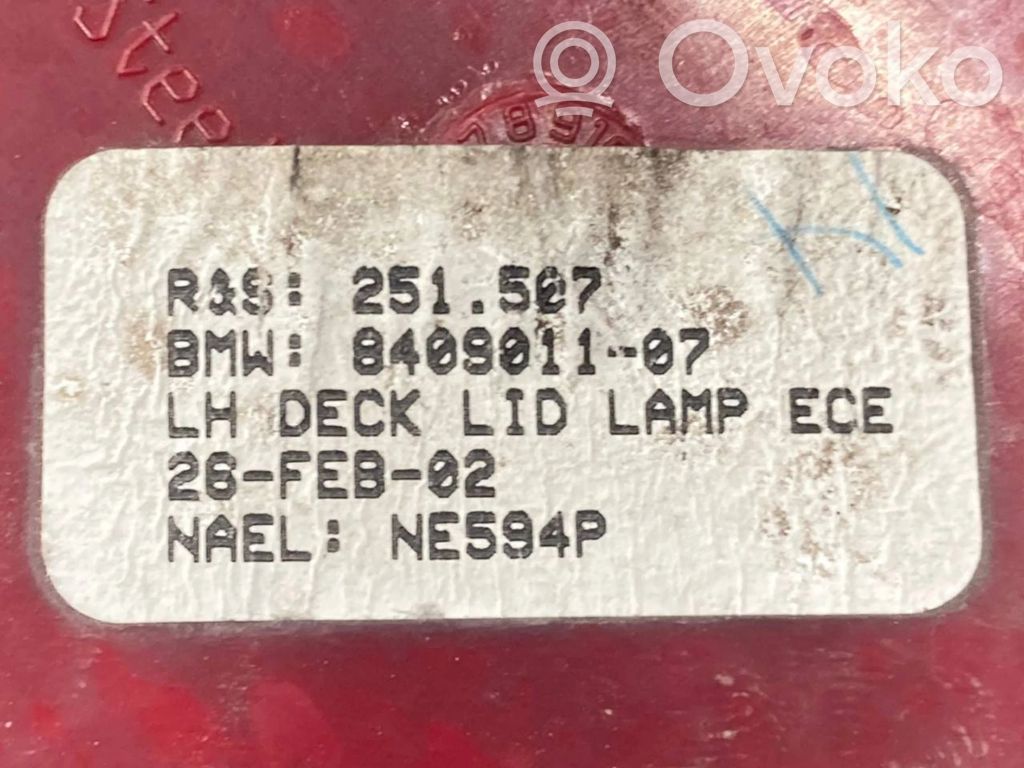 Ovoko
R&S: 251.507
BMW: 8409011-07
LH DECK LID LAMP ECE
26-FEB-02
NAEL: NE594P